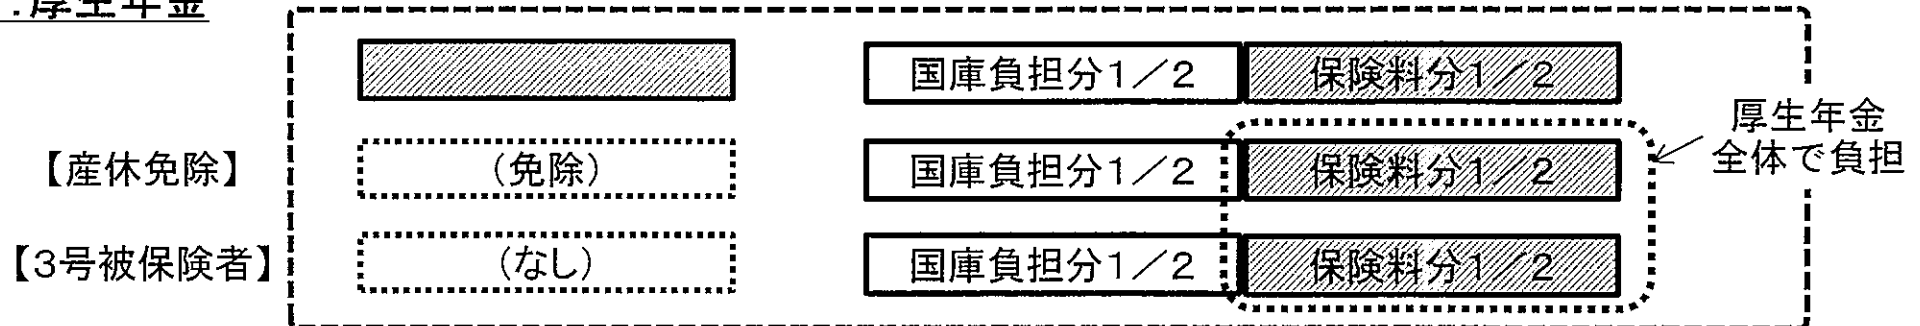 .厚生年金
国庫負担分1／2 保険料分1／2
【産休免除】 (免除) 国庫負担分1／2 保険料分1／2
厚生年金
全体で負担
【3号被保険者】 (なし) 国庫負担分1／2 保険料分1／2